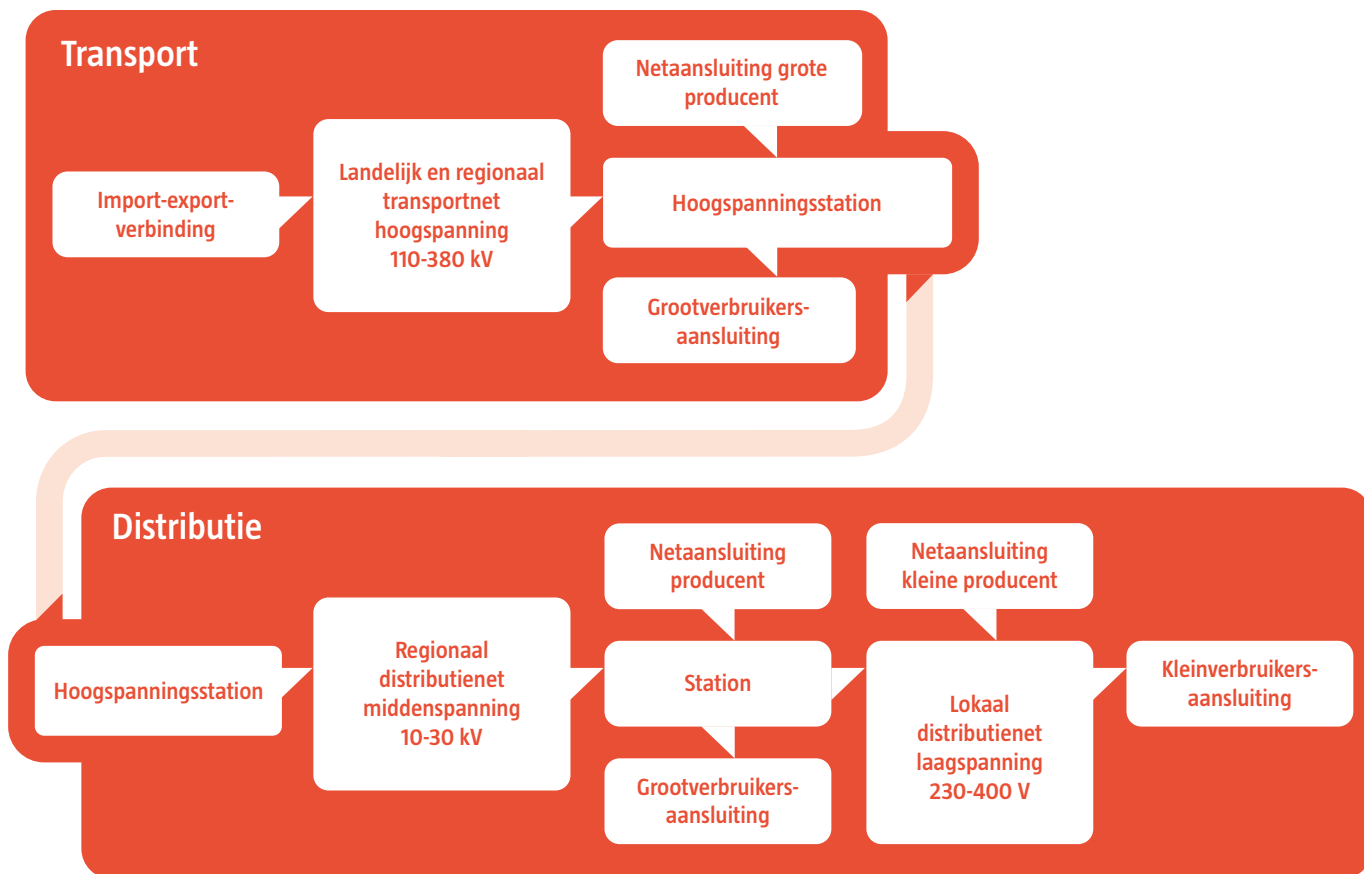 Transport
Import-export-
verbinding
Landelijk en regionaal
transportnet
hoogspanning
110-380 kV
Netaansluiting grote
producent
Hoogspanningsstation
Grootverbruikers-
aansluiting
Distributie
Hoogspanningsstation
Regionaal
distributienet
middenspanning
10-30 kV
Netaansluiting
producent
Station
Grootverbruikers-
aansluiting
Netaansluiting
kleine producent
Lokaal
distributienet
laagspanning
230-400 V
Kleinverbruikers-
aansluiting